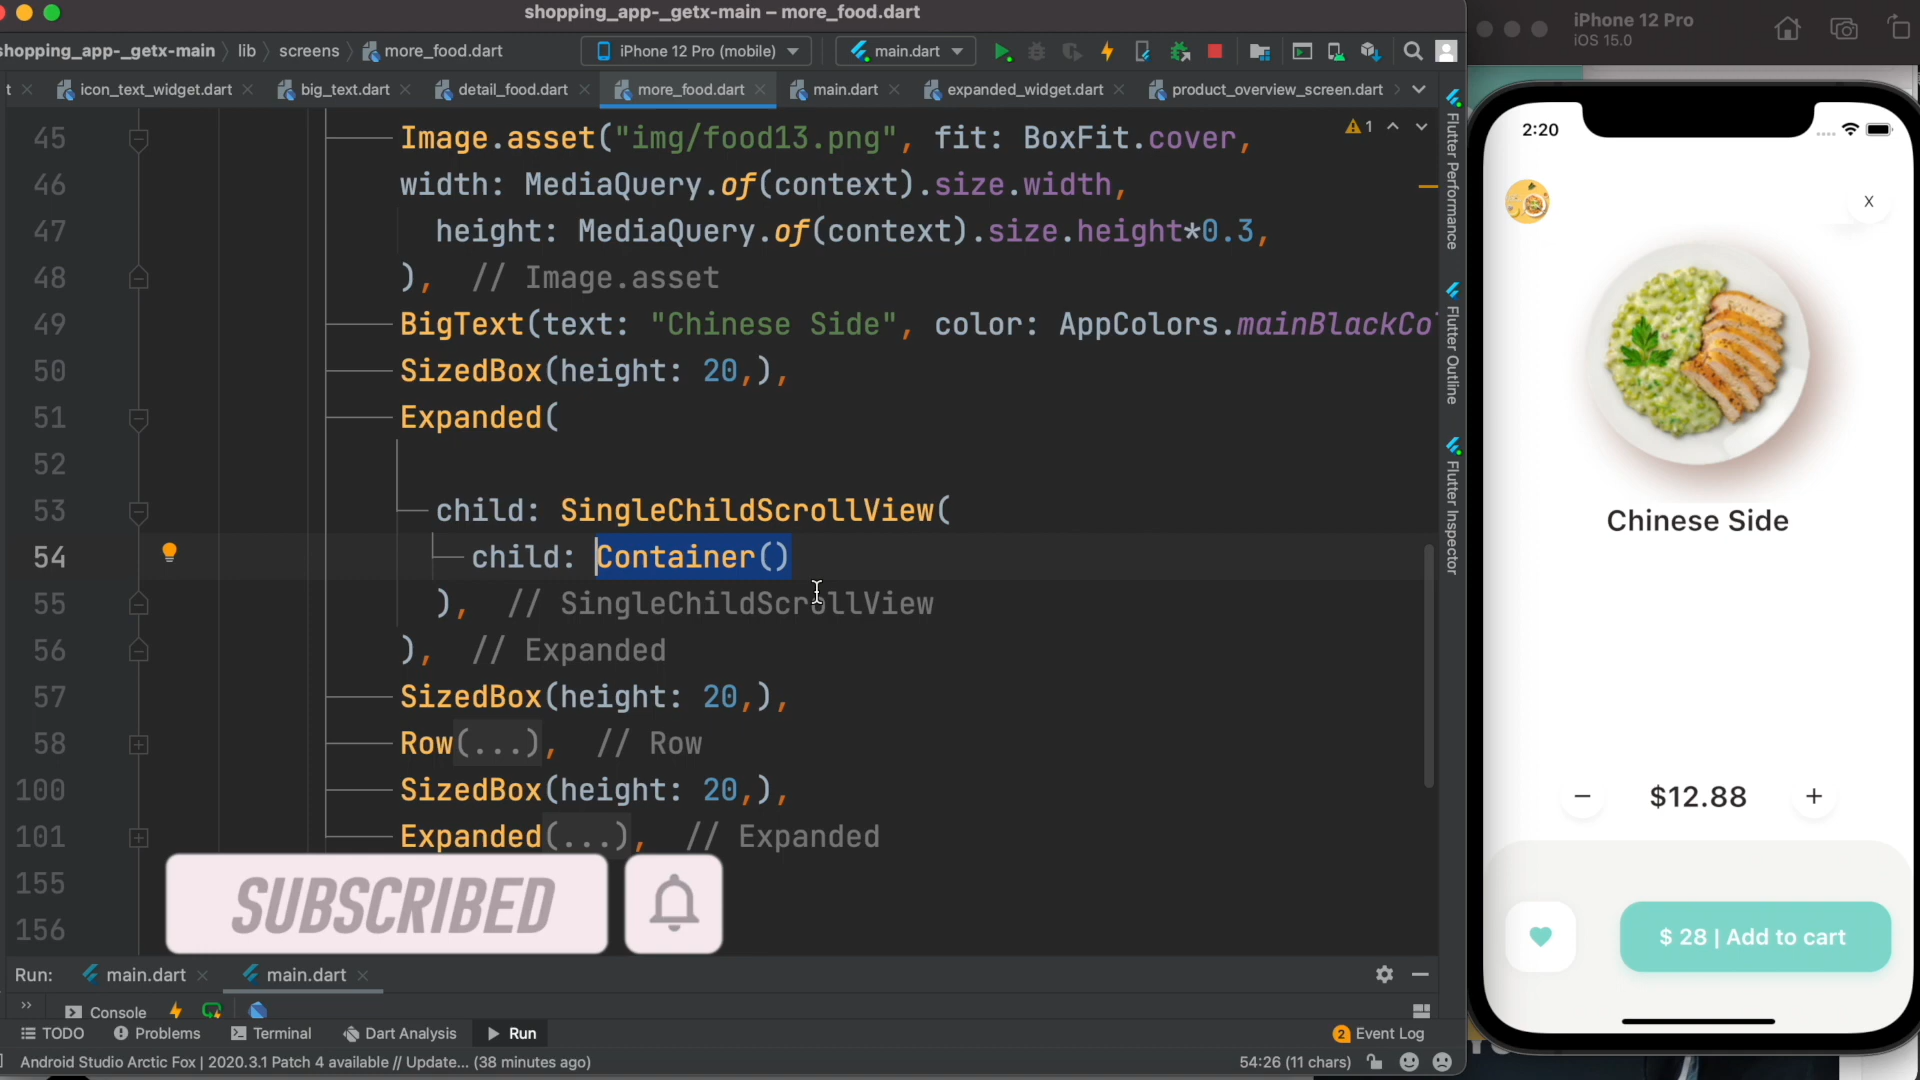 shopping_app-_getx-main – more_food.dart
iPhone 12 Pro
iOS 15.0
shopping_app-_getx-main
lib
screens
more_food.dart
iPhone 12 Pro (mobile)
main.dart
t
icon_text_widget.dart
big_text.dart
detail_food.dart
more_food.dart
main.dart
expanded_widget.dart
product_overview_screen.dart
45 Image.asset("img/food13.png", fit: BoxFit.cover,
46 width: MediaQuery.of(context).size.width,
47 height: MediaQuery.of(context).size.height*0.3,
48 ), // Image.asset
49 BigText(text: "Chinese Side", color: AppColors.mainBlackCo
50 SizedBox(height: 20,),
51 Expanded(
52
53 child: SingleChildScrollView(
54 child: Container()
55 ), // SingleChildScrollView
56 ), // Expanded
57 SizedBox(height: 20,),
58 Row(...), // Row
100 SizedBox(height: 20,),
101 Expanded(...), // Expanded
155
156
1
SUBSCRIBED
Flutter Performance
Flutter Outline
Flutter Inspector
2:20
X
Chinese Side
− $12.88 +
$ 28 | Add to cart
Run: main.dart main.dart
Console
TODO Problems Terminal Dart Analysis Run
2 Event Log
Android Studio Arctic Fox | 2020.3.1 Patch 4 available // Update... (38 minutes ago)
54:26 (11 chars)